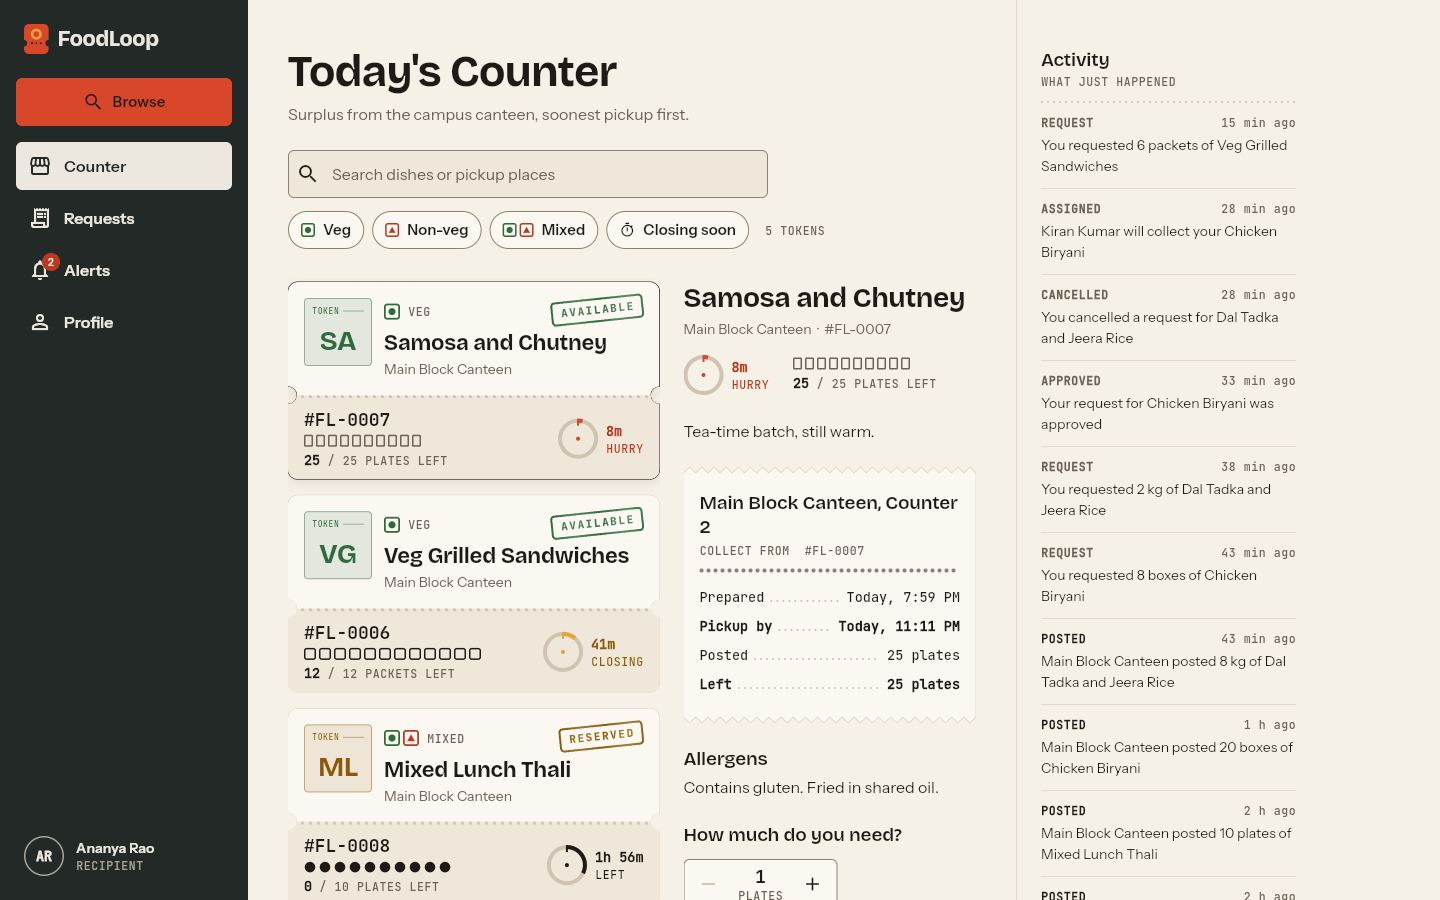 FoodLoop
Browse
Counter
Requests
2
Alerts
Profile
AR
Ananya Rao
RECIPIENT
Today's Counter
Surplus from the campus canteen, soonest pickup first.
Search dishes or pickup places
Veg
Non-veg
Mixed
Closing soon
5 TOKENS
TOKEN
SA
VEG
AVAILABLE
Samosa and Chutney
Main Block Canteen
#FL-0007
25 / 25 PLATES LEFT
8m
HURRY
TOKEN
VG
VEG
AVAILABLE
Veg Grilled Sandwiches
Main Block Canteen
#FL-0006
12 / 12 PACKETS LEFT
41m
CLOSING
TOKEN
ML
MIXED
RESERVED
Mixed Lunch Thali
Main Block Canteen
#FL-0008
0 / 10 PLATES LEFT
1h 56m
LEFT
Samosa and Chutney
Main Block Canteen · #FL-0007
8m
HURRY
25 / 25 PLATES LEFT
Tea-time batch, still warm.
Main Block Canteen, Counter
2
COLLECT FROM #FL-0007
Prepared Today, 7:59 PM
Pickup by Today, 11:11 PM
Posted 25 plates
Left 25 plates
Allergens
Contains gluten. Fried in shared oil.
How much do you need?
1
PLATES
Activity
WHAT JUST HAPPENED
REQUEST 15 min ago
You requested 6 packets of Veg Grilled
Sandwiches
ASSIGNED 28 min ago
Kiran Kumar will collect your Chicken
Biryani
CANCELLED 28 min ago
You cancelled a request for Dal Tadka
and Jeera Rice
APPROVED 33 min ago
Your request for Chicken Biryani was
approved
REQUEST 38 min ago
You requested 2 kg of Dal Tadka and
Jeera Rice
REQUEST 43 min ago
You requested 8 boxes of Chicken
Biryani
POSTED 43 min ago
Main Block Canteen posted 8 kg of Dal
Tadka and Jeera Rice
POSTED 1 h ago
Main Block Canteen posted 20 boxes of
Chicken Biryani
POSTED 2 h ago
Main Block Canteen posted 10 plates of
Mixed Lunch Thali
POSTED 2 h ago